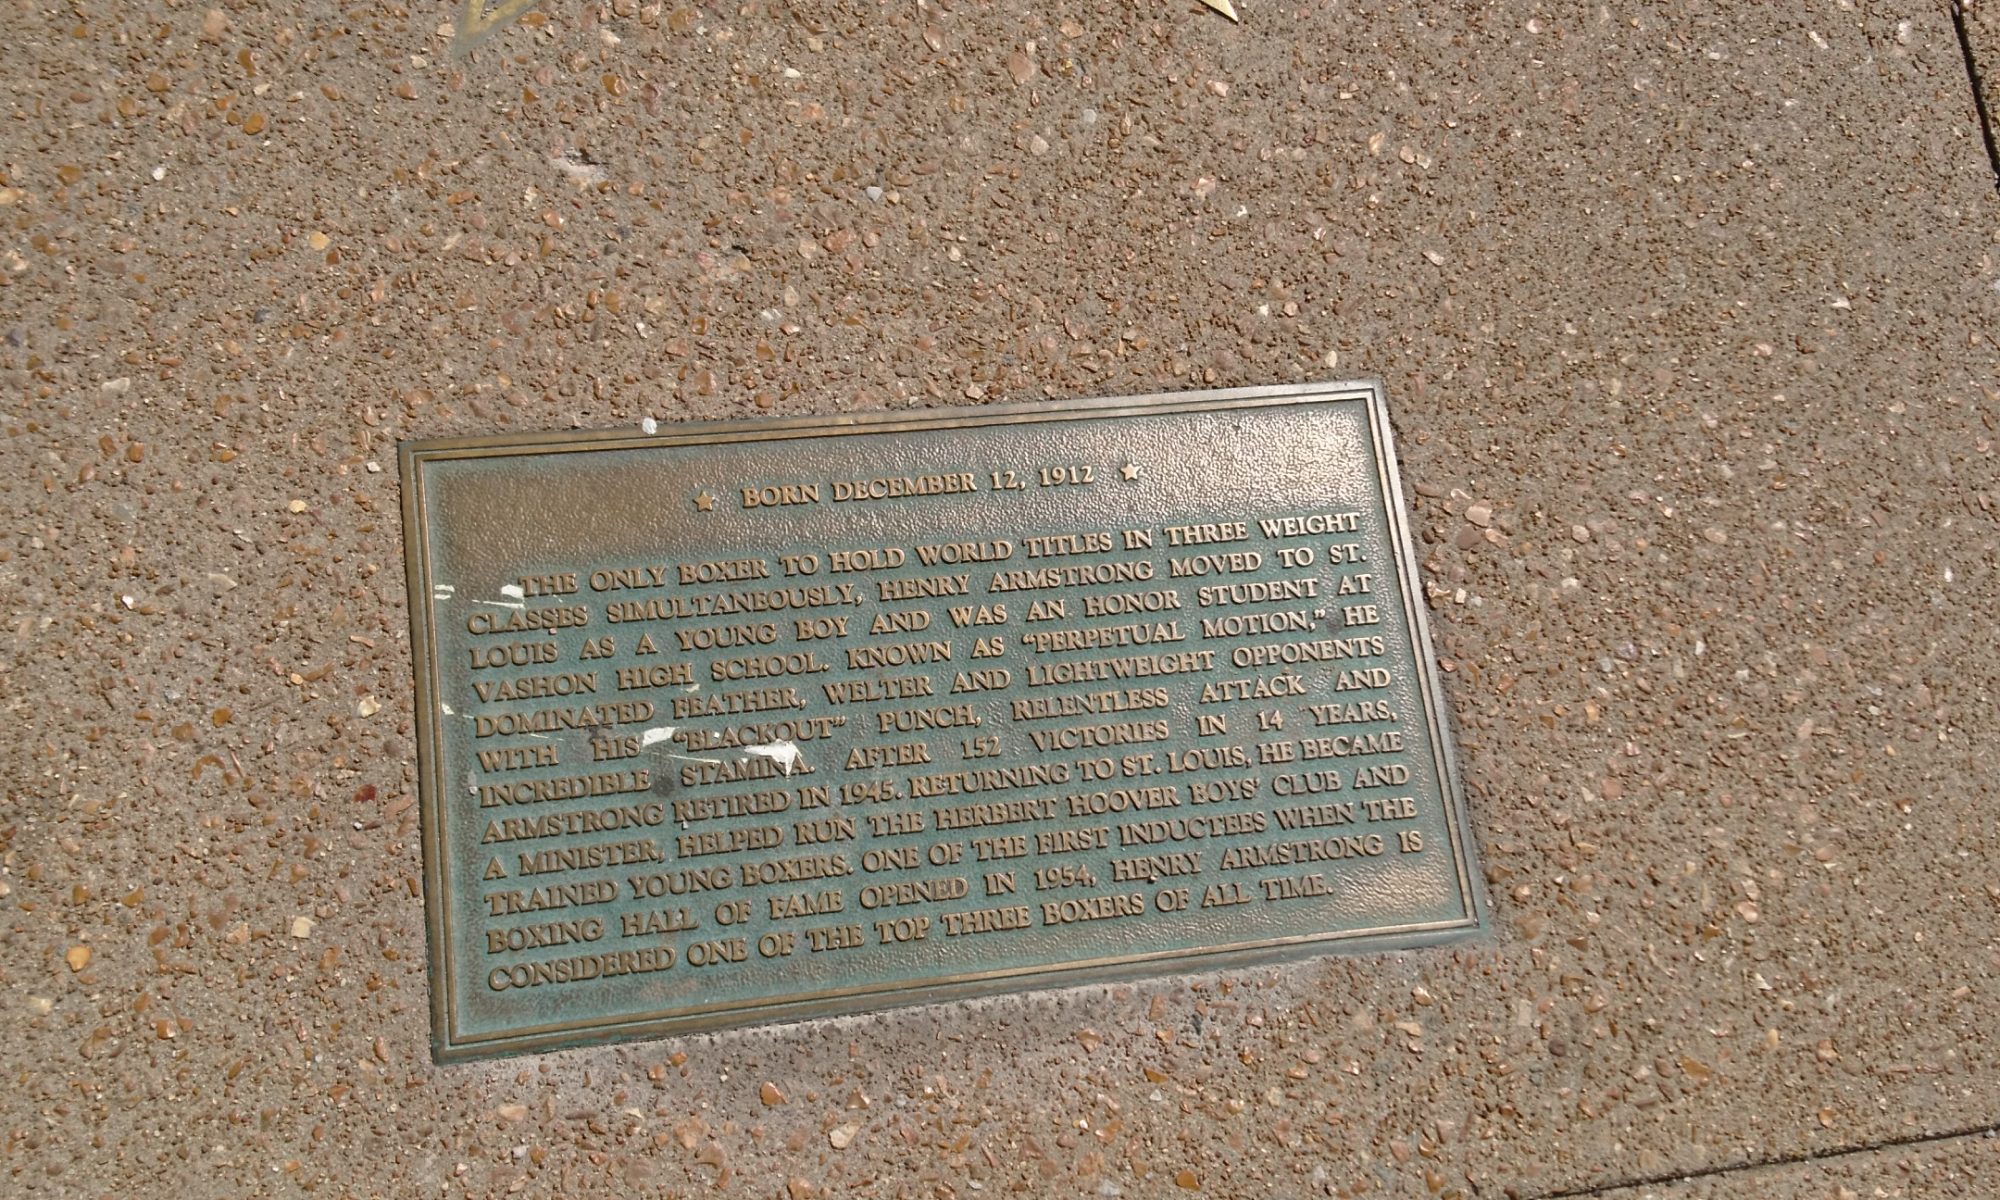 ★ BORN DECEMBER 12, 1912 ★
THE ONLY BOXER TO HOLD WORLD TITLES IN THREE WEIGHT
CLASSES SIMULTANEOUSLY, HENRY ARMSTRONG MOVED TO ST.
LOUIS AS A YOUNG BOY AND WAS AN HONOR STUDENT AT
VASHON HIGH SCHOOL. KNOWN AS “PERPETUAL MOTION,” HE
DOMINATED FEATHER, WELTER AND LIGHTWEIGHT OPPONENTS
WITH HIS “BLACKOUT” PUNCH, RELENTLESS ATTACK AND
INCREDIBLE STAMINA. AFTER 152 VICTORIES IN 14 YEARS,
ARMSTRONG RETIRED IN 1945. RETURNING TO ST. LOUIS, HE BECAME
A MINISTER, HELPED RUN THE HERBERT HOOVER BOYS’ CLUB AND
TRAINED YOUNG BOXERS. ONE OF THE FIRST INDUCTEES WHEN THE
BOXING HALL OF FAME OPENED IN 1954, HENRY ARMSTRONG IS
CONSIDERED ONE OF THE TOP THREE BOXERS OF ALL TIME.